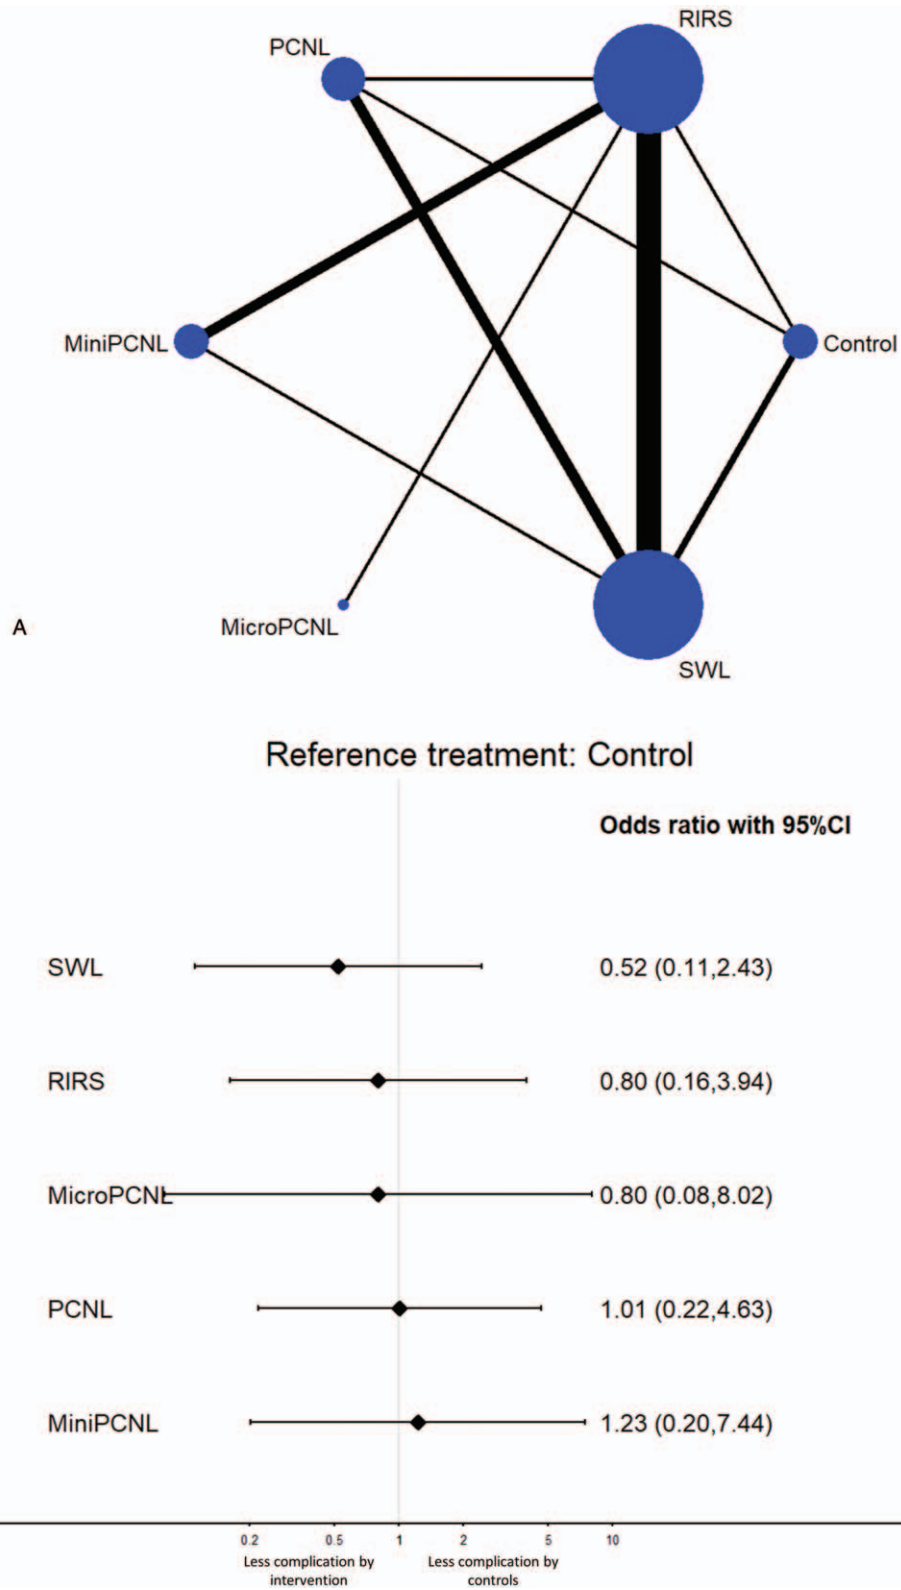 RIRS
PCNL
MiniPCNL
Control
A
MicroPCNL
SWL
Reference treatment: Control
Odds ratio with 95%CI
SWL 0.52 (0.11,2.43)
RIRS 0.80 (0.16,3.94)
MicroPCNL 0.80 (0.08,8.02)
PCNL 1.01 (0.22,4.63)
MiniPCNL 1.23 (0.20,7.44)
0.2 0.5 1 2 5 10
Less complication by intervention
Less complication by controls